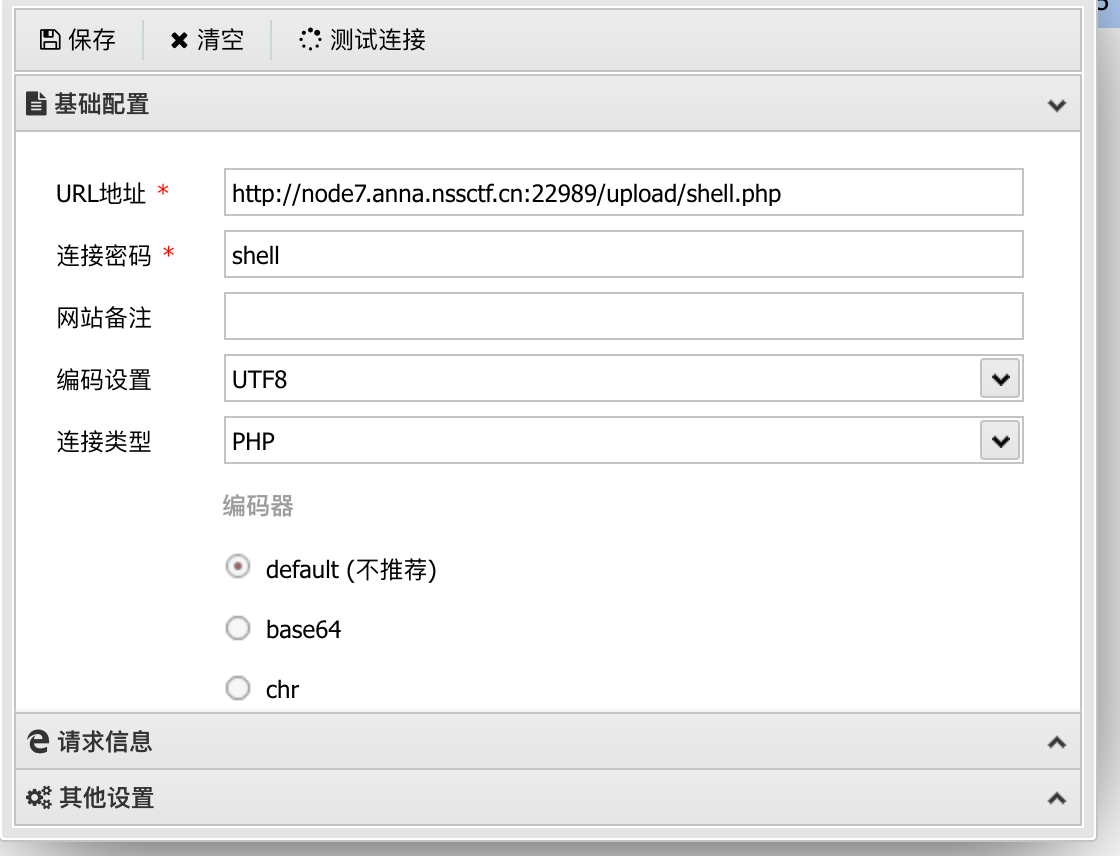 保存 清空 测试连接
基础配置
URL地址 * http://node7.anna.nssctf.cn:22989/upload/shell.php
连接密码 * shell
网站备注
编码设置 UTF8
连接类型 PHP
编码器
default (不推荐)
base64
chr
请求信息
其他设置